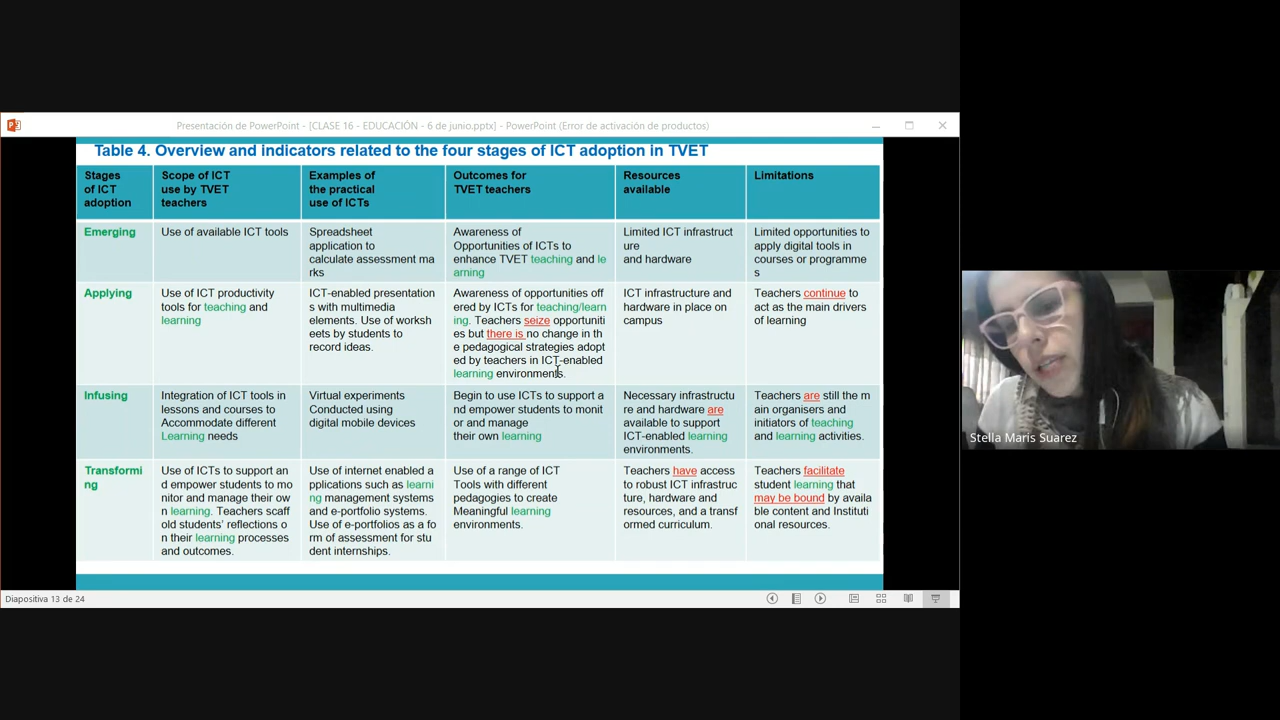 Presentación de PowerPoint - [CLASE 16 - EDUCACIÓN - 6 de junio.pptx] - PowerPoint (Error de activación de productos)
Table 4. Overview and indicators related to the four stages of ICT adoption in TVET
Stages
of ICT
adoption
Scope of ICT
use by TVET
teachers
Examples of
the practical
use of ICTs
Outcomes for
TVET teachers
Resources
available
Limitations
Emerging
Use of available ICT tools
Spreadsheet
application to
calculate assessment ma
rks
Awareness of
Opportunities of ICTs to
enhance TVET teaching and le
arning
Limited ICT infrastruct
ure
and hardware
Limited opportunities to
apply digital tools in
courses or programme
s
Applying
Use of ICT productivity
tools for teaching and
learning
ICT-enabled presentation
s with multimedia
elements. Use of worksh
eets by students to
record ideas.
Awareness of opportunities off
ered by ICTs for teaching/learn
ing. Teachers seize opportuniti
es but there is no change in th
e pedagogical strategies adopt
ed by teachers in ICT-enabled
learning environments.
ICT infrastructure and
hardware in place on
campus
Teachers continue to
act as the main drivers
of learning
Infusing
Integration of ICT tools in
lessons and courses to
Accommodate different
Learning needs
Virtual experiments
Conducted using
digital mobile devices
Begin to use ICTs to support a
nd empower students to monit
or and manage
their own learning
Necessary infrastructu
re and hardware are
available to support
ICT-enabled learning
environments.
Teachers are still the m
ain organisers and
initiators of teaching
and learning activities.
Transformi
ng
Use of ICTs to support an
d empower students to mo
nitor and manage their ow
n learning. Teachers scaff
old students' reflections o
n their learning processes
and outcomes.
Use of internet enabled a
pplications such as learni
ng management systems
and e-portfolio systems.
Use of e-portfolios as a fo
rm of assessment for stu
dent internships.
Use of a range of ICT
Tools with different
pedagogies to create
Meaningful learning
environments.
Teachers have access
to robust ICT infrastruc
ture, hardware and
resources, and a transf
ormed curriculum.
Teachers facilitate
student learning that
may be bound by availa
ble content and Instituti
onal resources.
Diapositiva 13 de 24
Stella Maris Suarez